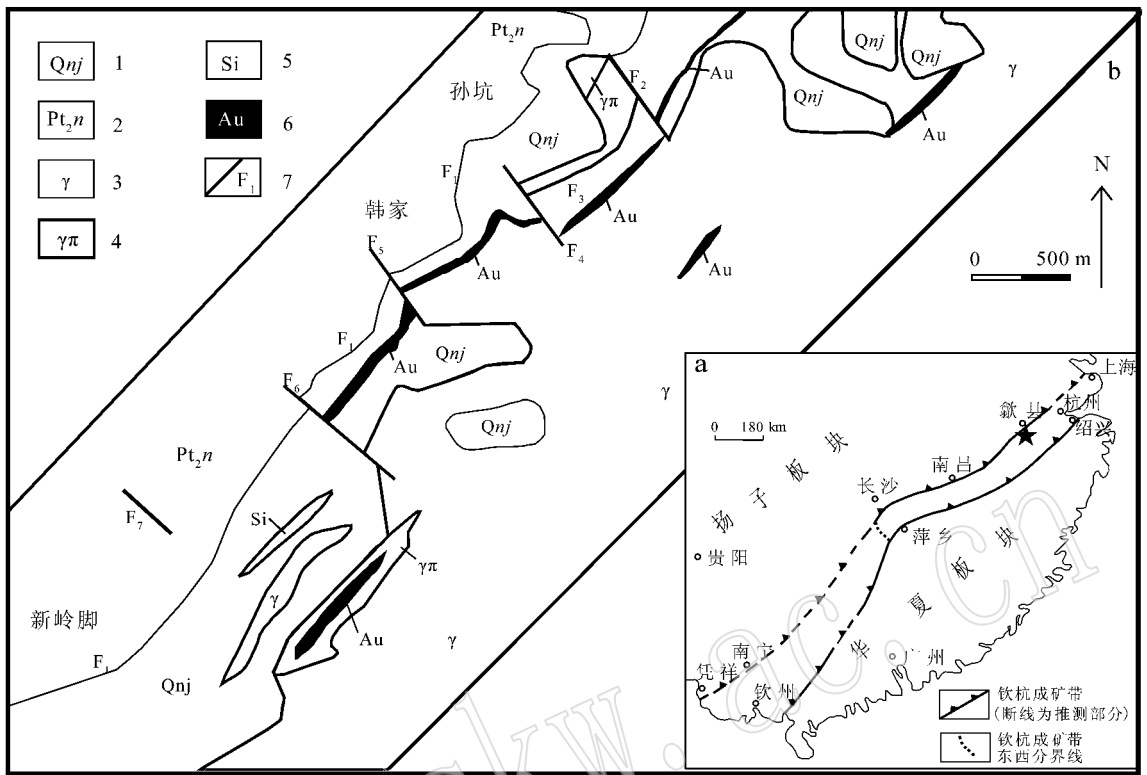 Qnj 1
Pt₂n 2
γ 3
γπ 4
Si 5
Au 6
F₁ 7
Pt₂n
孙坑
F₂
γπ
Au
Qnj
Qnj
Qnj
Au
γ
b
Qnj
F₁
F₃
Au
F₄
韩家
F₅
Au
Au
N
0 500 m
F₁
Au
Qnj
F₆
Qnj
γ
Pt₂n
F₇
Si
γ
γπ
Au
γ
新岭脚
F₁
Qnj
a
上海
杭州
歙县
绍兴
0 180 km
南昌
长沙
扬子板块
萍乡
贵阳
华夏板块
南宁
广州
凭祥
钦州
钦杭成矿带
(断线为推测部分)
钦杭成矿带
东西分界线
skw.ac.cn